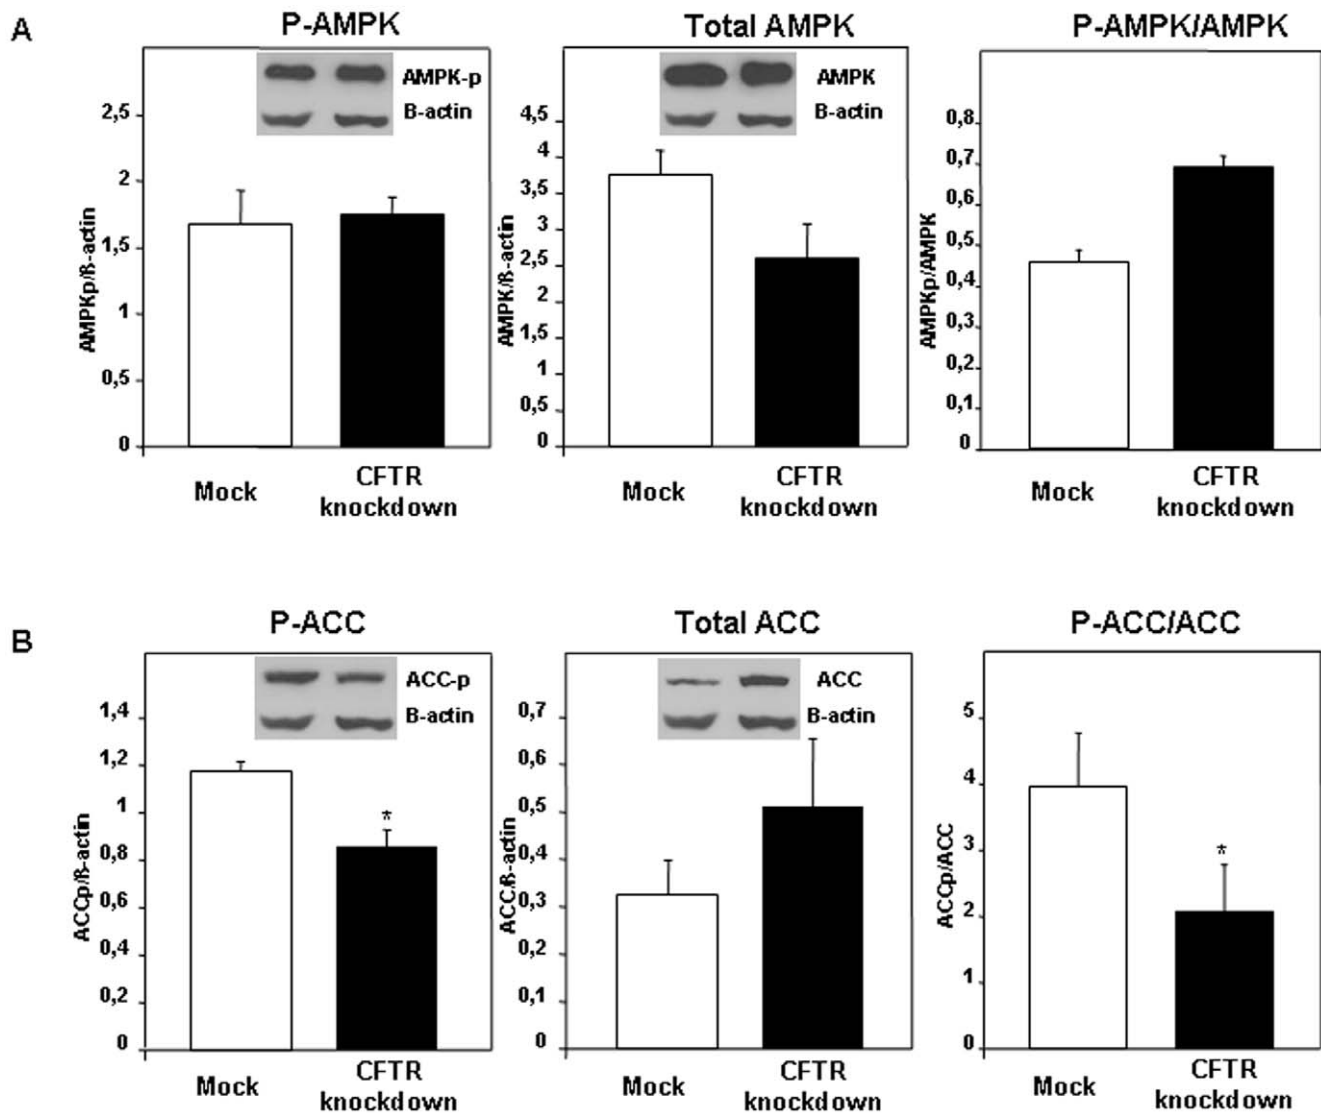 A
P-AMPK
Total AMPK
P-AMPK/AMPK
AMPK-p
B-actin
AMPK
B-actin
AMPKp/ß-actin
2,5
2
1,5
1
0,5
0
AMPK/ß-actin
4,5
4
3,5
3
2,5
2
1,5
1
0,5
0
AMPKp/AMPK
0,8
0,7
0,6
0,5
0,4
0,3
0,2
0,1
0
Mock
CFTR
knockdown
Mock
CFTR
knockdown
Mock
CFTR
knockdown
B
P-ACC
Total ACC
P-ACC/ACC
ACC-p
B-actin
ACC
B-actin
ACCp/ß-actin
1,4
1,2
1
0,8
0,6
0,4
0,2
0
*
ACC/ß-actin
0,7
0,6
0,5
0,4
0,3
0,2
0,1
0
ACCp/ACC
5
4
3
2
1
0
*
Mock
CFTR
knockdown
Mock
CFTR
knockdown
Mock
CFTR
knockdown